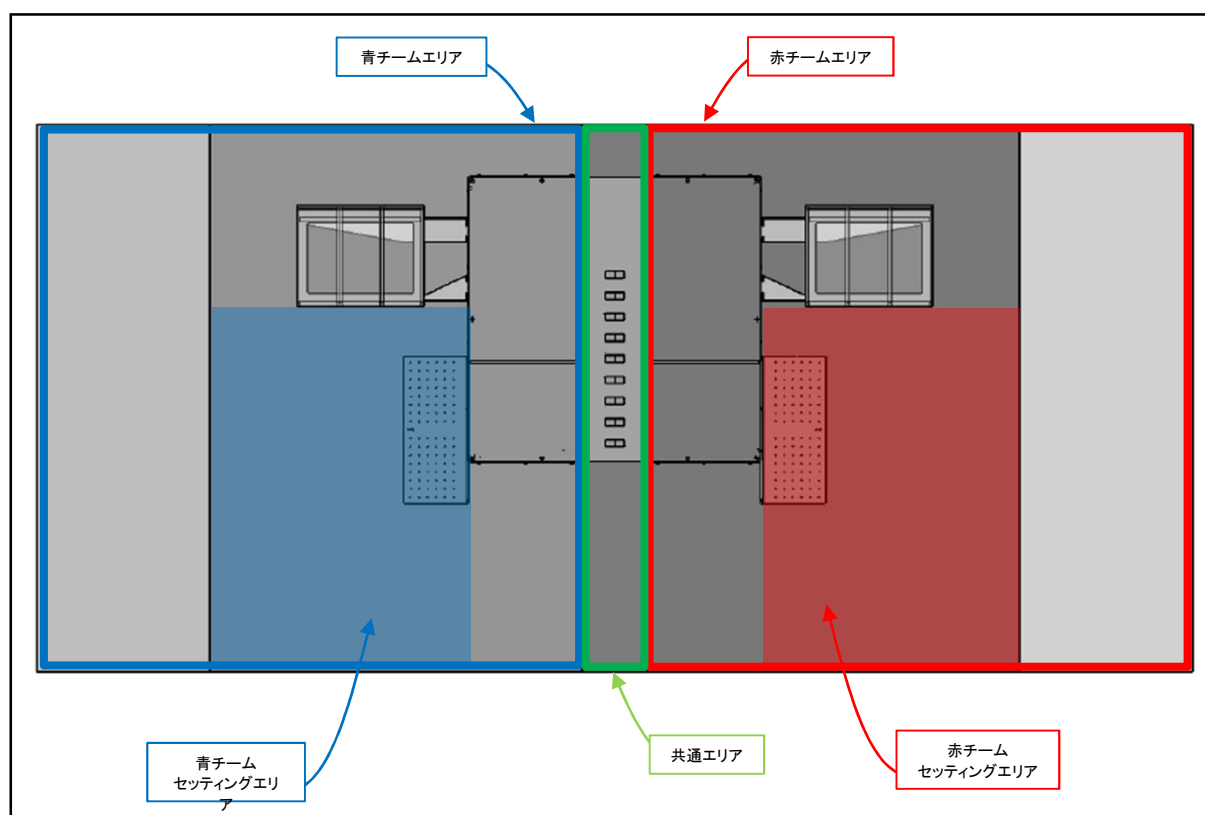 青チームエリア
赤チームエリア
青チーム
セッティングエリ
ア
共通エリア
赤チーム
セッティングエリア